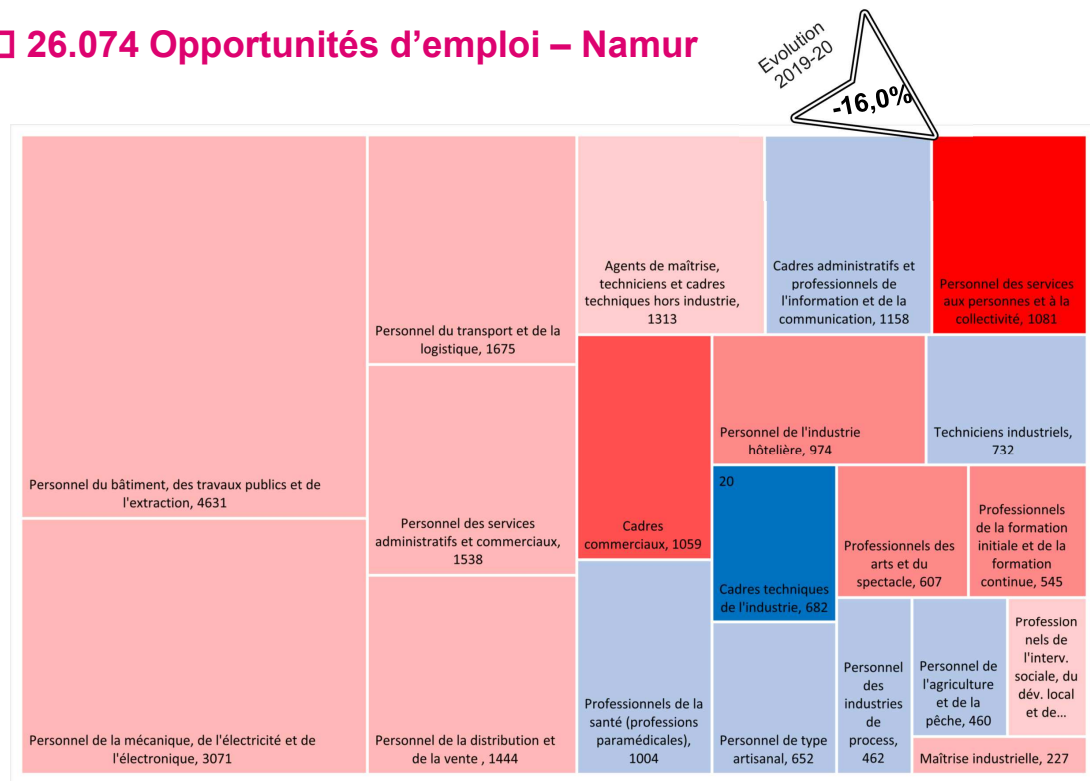 26.074 Opportunités d'emploi – Namur
Evolution
2019-20
-16,0%
Personnel du bâtiment, des travaux publics et de
l'extraction, 4631
Personnel de la mécanique, de l'électricité et de
l'électronique, 3071
Personnel du transport et de la
logistique, 1675
Personnel des services
administratifs et commerciaux,
1538
Personnel de la distribution et
de la vente , 1444
Agents de maîtrise,
techniciens et cadres
techniques hors industrie,
1313
Cadres administratifs et
professionnels de
l'information et de la
communication, 1158
Personnel des services
aux personnes et à la
collectivité, 1081
Cadres
commerciaux, 1059
Professionnels de la
santé (professions
paramédicales),
1004
Personnel de l'industrie
hôtelière, 974
Techniciens industriels,
732
20
Cadres techniques
de l'industrie, 682
Personnel de type
artisanal, 652
Professionnels des
arts et du
spectacle, 607
Professionnels
de la formation
initiale et de la
formation
continue, 545
Personnel
des
industries
de
process,
462
Personnel de
l'agriculture
et de la
pêche, 460
Profession
nels de
l'interv.
sociale, du
dév. local
et de...
Maîtrise industrielle, 227